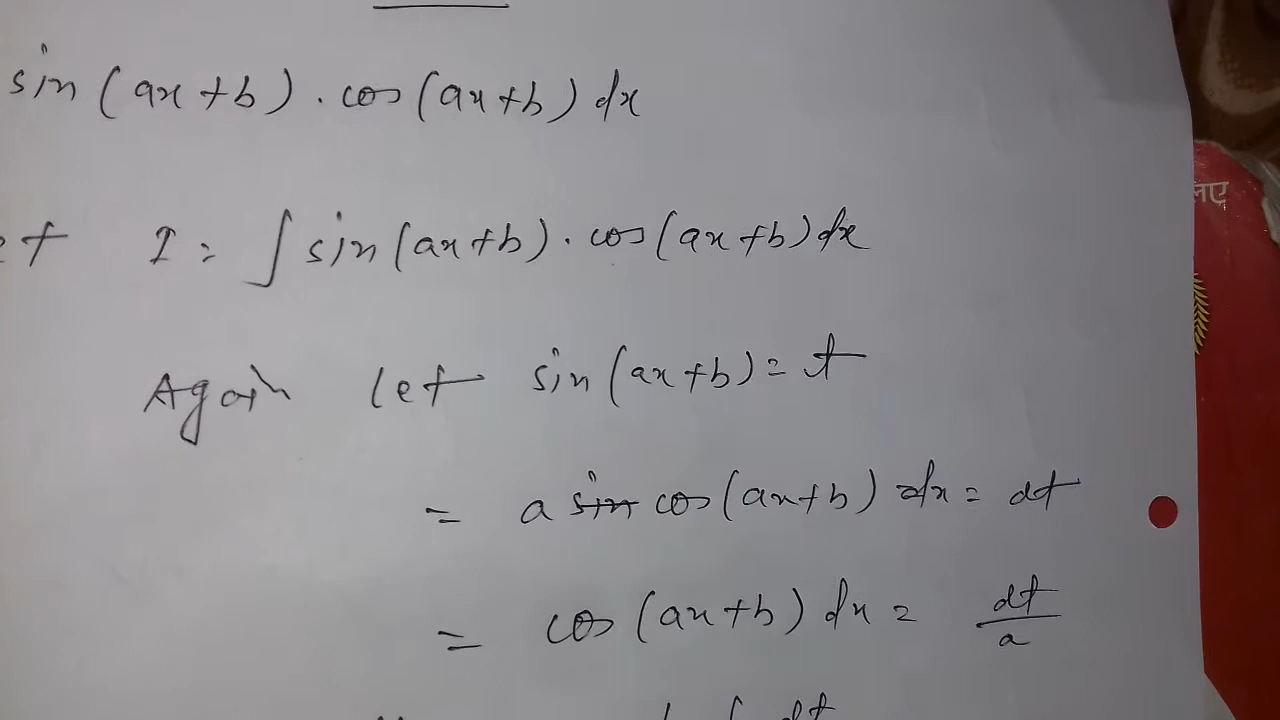 sin (ax+b) . cos (ax+b) dx
I = ∫ sin (ax+b) . cos (ax+b) dx
Again let sin (ax+b) = t
= a cos (ax+b) dx = dt
= cos (ax+b) dx = dt/a